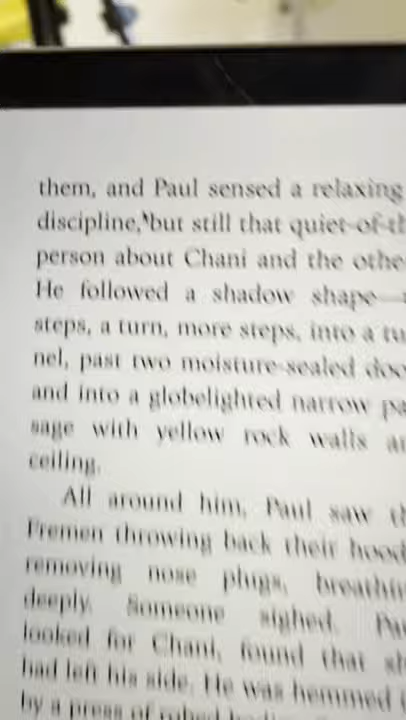 them, and Paul sensed a relaxing
discipline, but still that quiet-of-th
person about Chani and the othe
He followed a shadow shape—
steps, a turn, more steps, into a tu
nel, past two moisture-sealed doo
and into a globelighted narrow pa
sage with yellow rock walls a
ceiling.
All around him, Paul saw th
Fremen throwing back their hood
removing nose plugs, breathin
deeply. Someone sighed. Pau
looked for Chani, found that sh
had left his side. He was hemmed i
by a press of robed